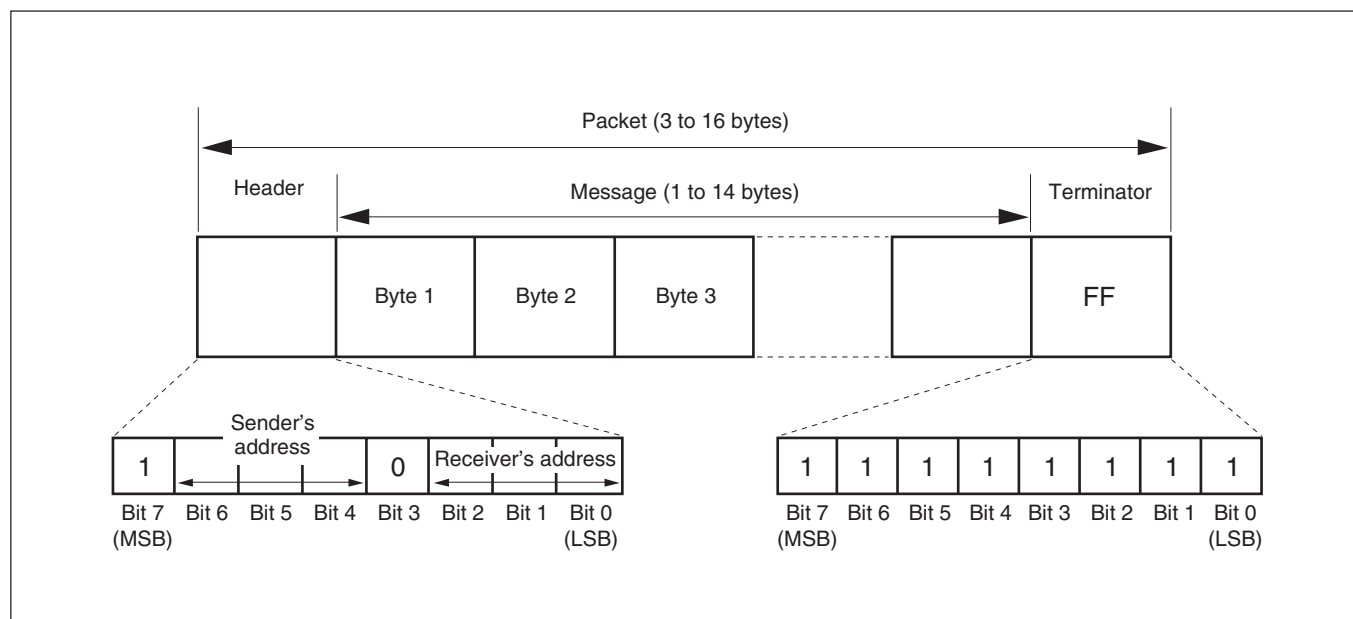 Packet (3 to 16 bytes)
Header
Message (1 to 14 bytes)
Terminator
Byte 1
Byte 2
Byte 3
FF
Sender’s
address
Receiver’s address
1
0
Bit 7
(MSB)
Bit 6
Bit 5
Bit 4
Bit 3
Bit 2
Bit 1
Bit 0
(LSB)
1
1
1
1
1
1
1
1
Bit 7
(MSB)
Bit 6
Bit 5
Bit 4
Bit 3
Bit 2
Bit 1
Bit 0
(LSB)